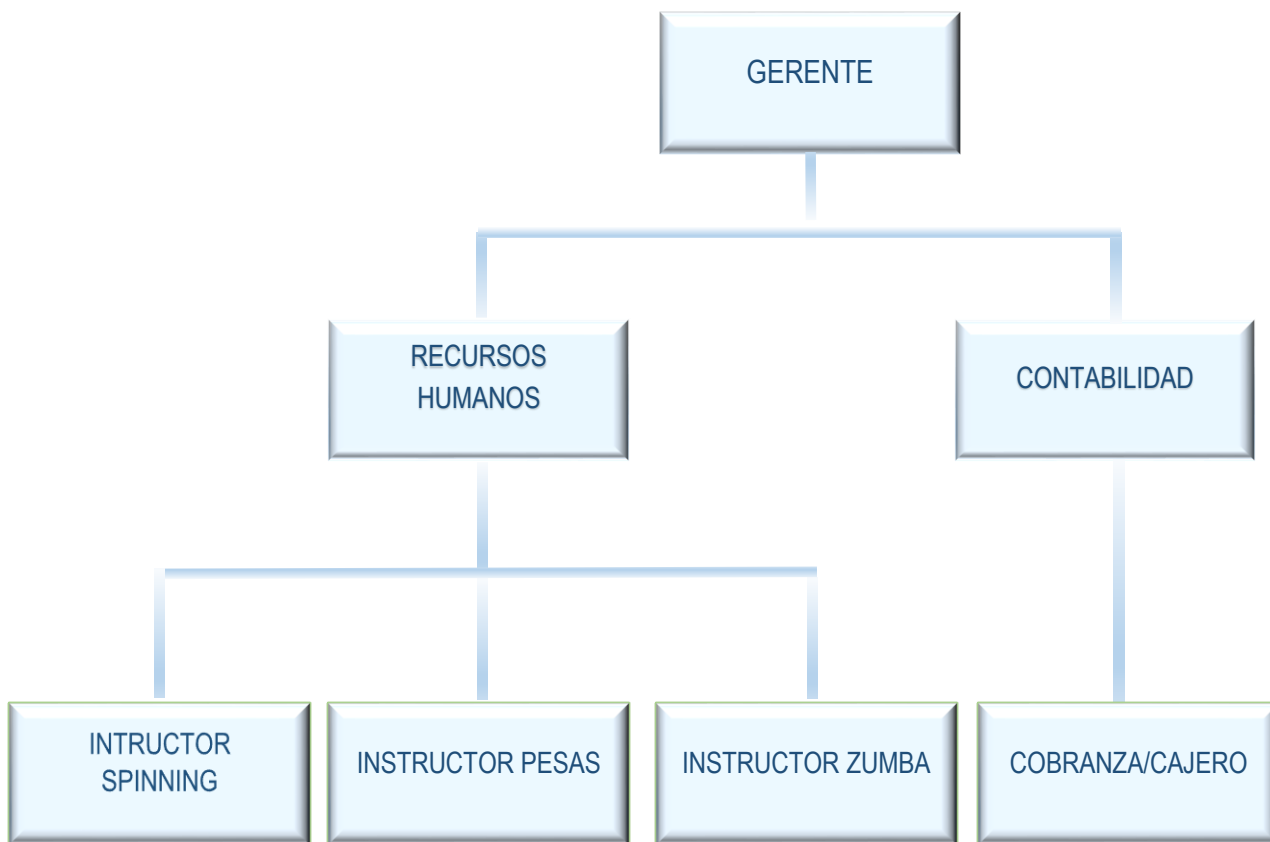 GERENTE
RECURSOS
HUMANOS
CONTABILIDAD
INTRUCTOR
SPINNING
INSTRUCTOR PESAS
INSTRUCTOR ZUMBA
COBRANZA/CAJERO